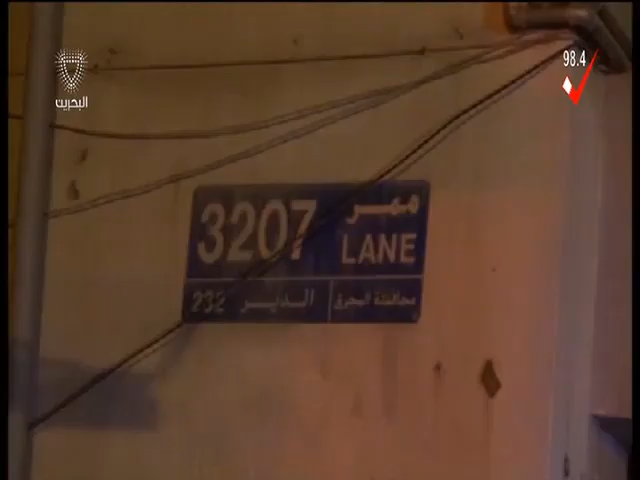 البحرين
98.4
3207 ممر
LANE
232 الدير
محافظة المحرق